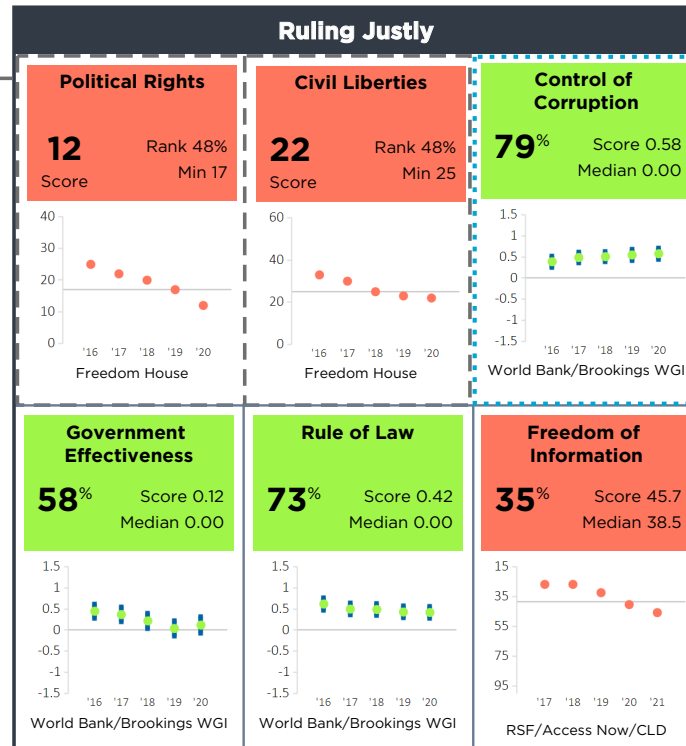 Ruling Justly
Political Rights
12
Score
Rank 48%
Min 17
40
30
20
10
0
'16 '17 '18 '19 '20
Freedom House
Civil Liberties
22
Score
Rank 48%
Min 25
60
40
20
0
'16 '17 '18 '19 '20
Freedom House
Control of
Corruption
79%
Score 0.58
Median 0.00
1.5
1
0.5
0
-0.5
-1
-1.5
'16 '17 '18 '19 '20
World Bank/Brookings WGI
Government
Effectiveness
58%
Score 0.12
Median 0.00
1.5
1
0.5
0
-0.5
-1
-1.5
'16 '17 '18 '19 '20
World Bank/Brookings WGI
Rule of Law
73%
Score 0.42
Median 0.00
1.5
1
0.5
0
-0.5
-1
-1.5
'16 '17 '18 '19 '20
World Bank/Brookings WGI
Freedom of
Information
35%
Score 45.7
Median 38.5
15
35
55
75
95
'17 '18 '19 '20 '21
RSF/Access Now/CLD